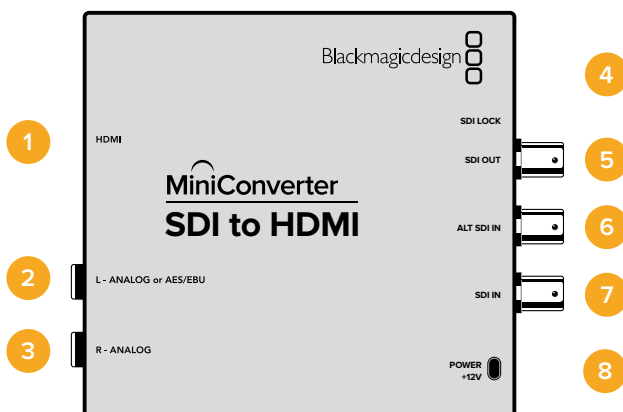 Blackmagicdesign
4
SDI LOCK
1
HDMI
SDI OUT
5
MiniConverter
SDI to HDMI
ALT SDI IN
6
2
L - ANALOG or AES/EBU
SDI IN
7
3
R - ANALOG
POWER
+12V
8